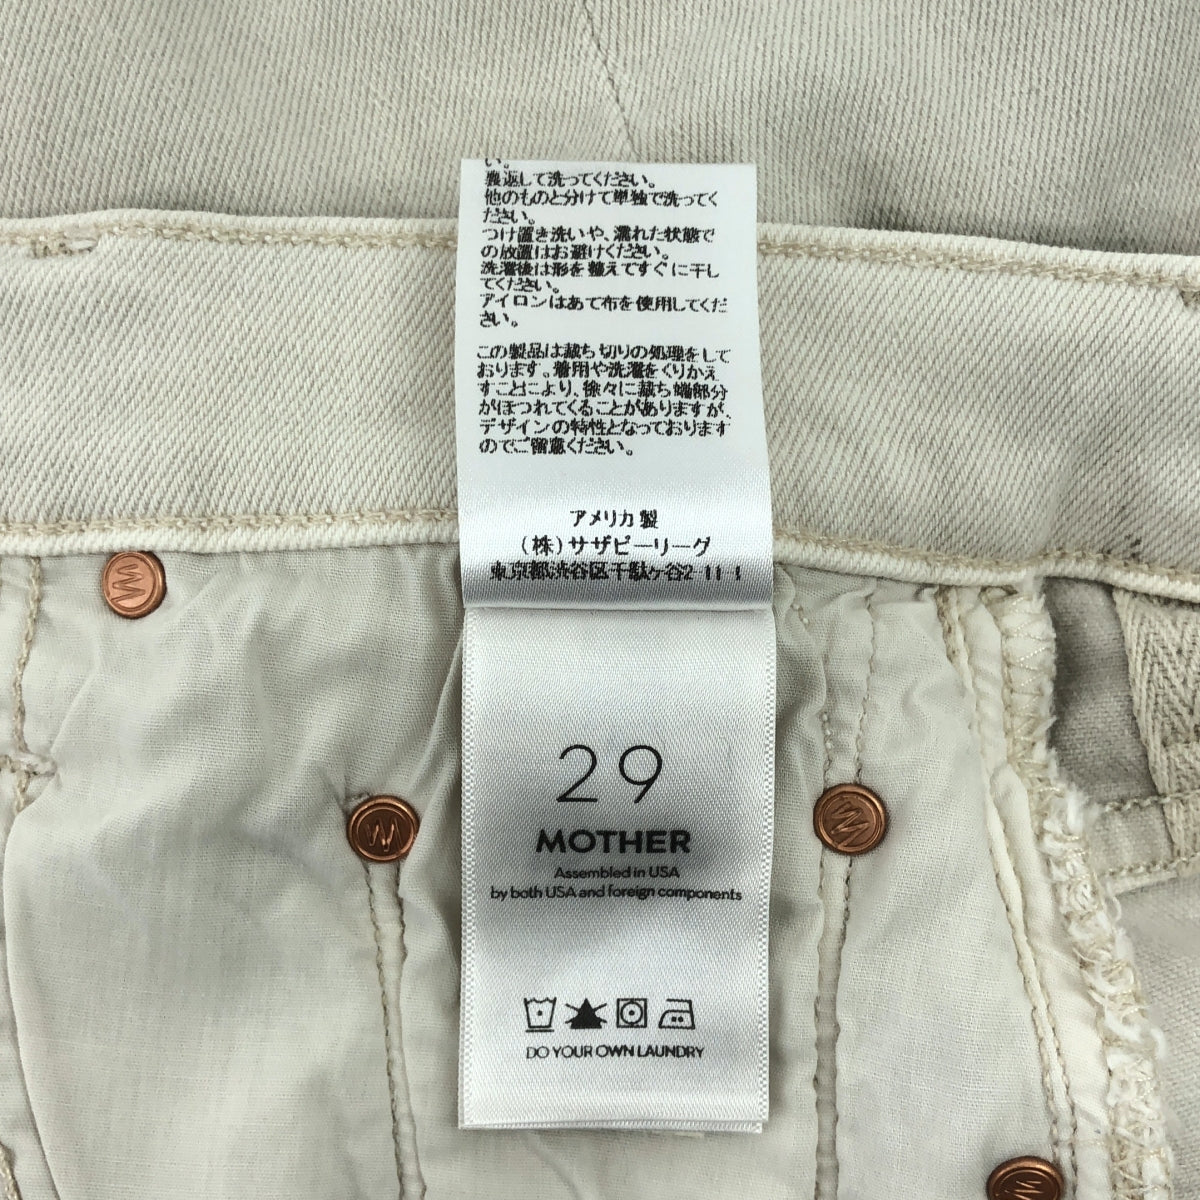 い。
裏返して洗ってください。
他のものと分けて単独で洗ってく
ださい。
つけ置き洗いや、濡れた状態で
の放置はお避けください。
洗濯後は形を整えてすぐに干し
てください。
アイロンはあて布を使用してくだ
さい。
この製品は裁ち切りの処理をして
おります。着用や洗濯をくりかえ
すことにより、徐々に裁ち端部分
がほつれてくることがありますが、
デザインの特性となっております
のでご留意ください。
アメリカ製
(株)サザビーリーグ
東京都渋谷区千駄ヶ谷2-11-1
29
MOTHER
Assembled in USA
by both USA and foreign components
DO YOUR OWN LAUNDRY